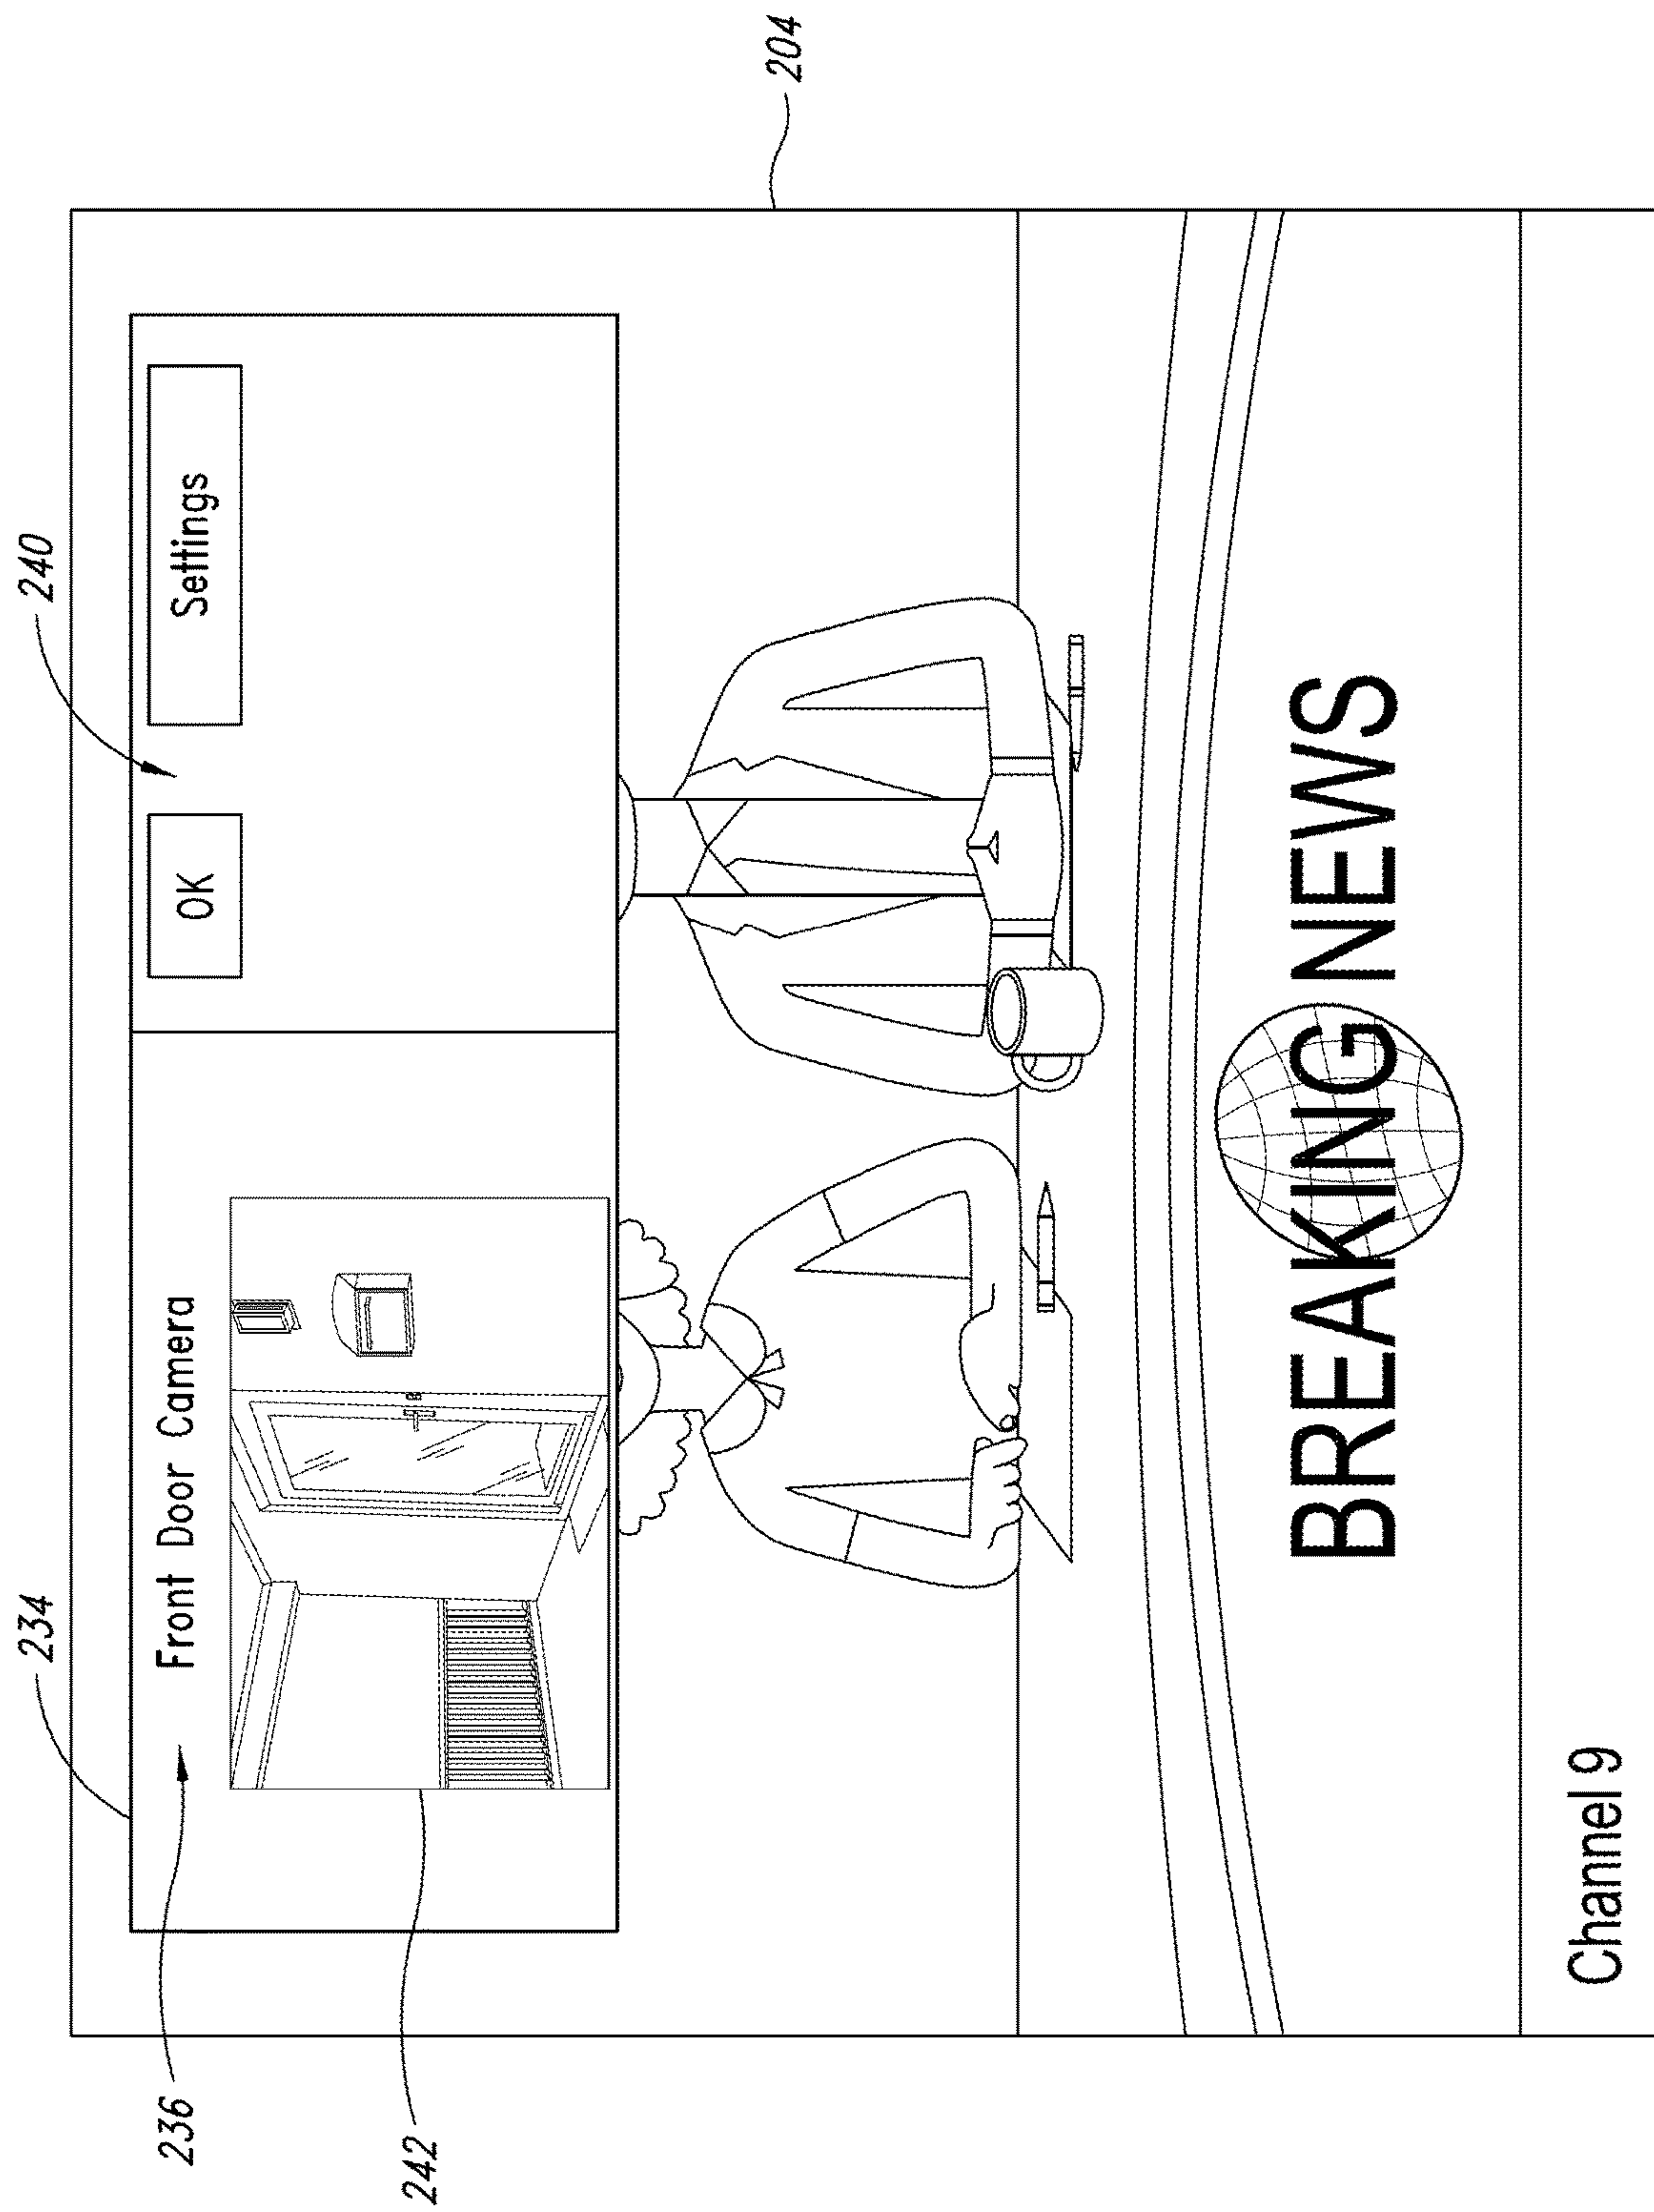 234
240
236
Front Door Camera
OK
Settings
242
204
BREAKING NEWS
Channel 9